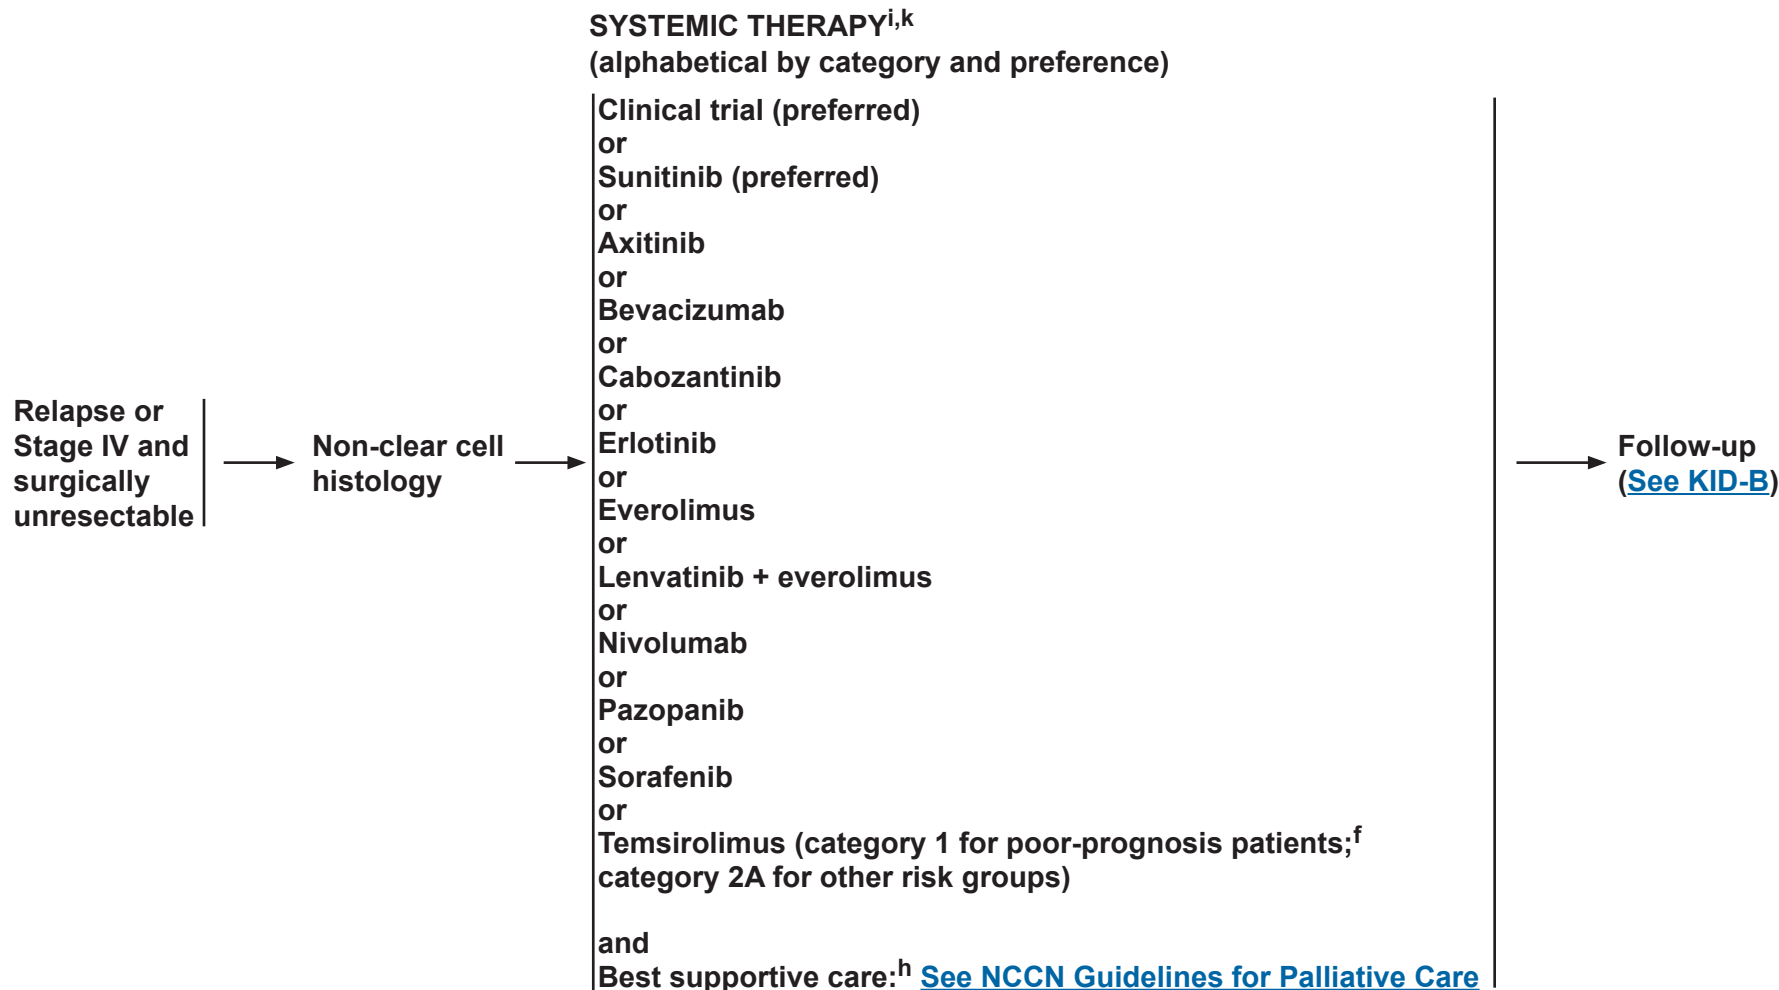 SYSTEMIC THERAPYi,k
(alphabetical by category and preference)
Relapse or
Stage IV and
surgically
unresectable
Non-clear cell
histology
Clinical trial (preferred)
or
Sunitinib (preferred)
or
Axitinib
or
Bevacizumab
or
Cabozantinib
or
Erlotinib
or
Everolimus
or
Lenvatinib + everolimus
or
Nivolumab
or
Pazopanib
or
Sorafenib
or
Temsirolimus (category 1 for poor-prognosis patients;f
category 2A for other risk groups)
and
Best supportive care:h See NCCN Guidelines for Palliative Care
Follow-up
(See KID-B)